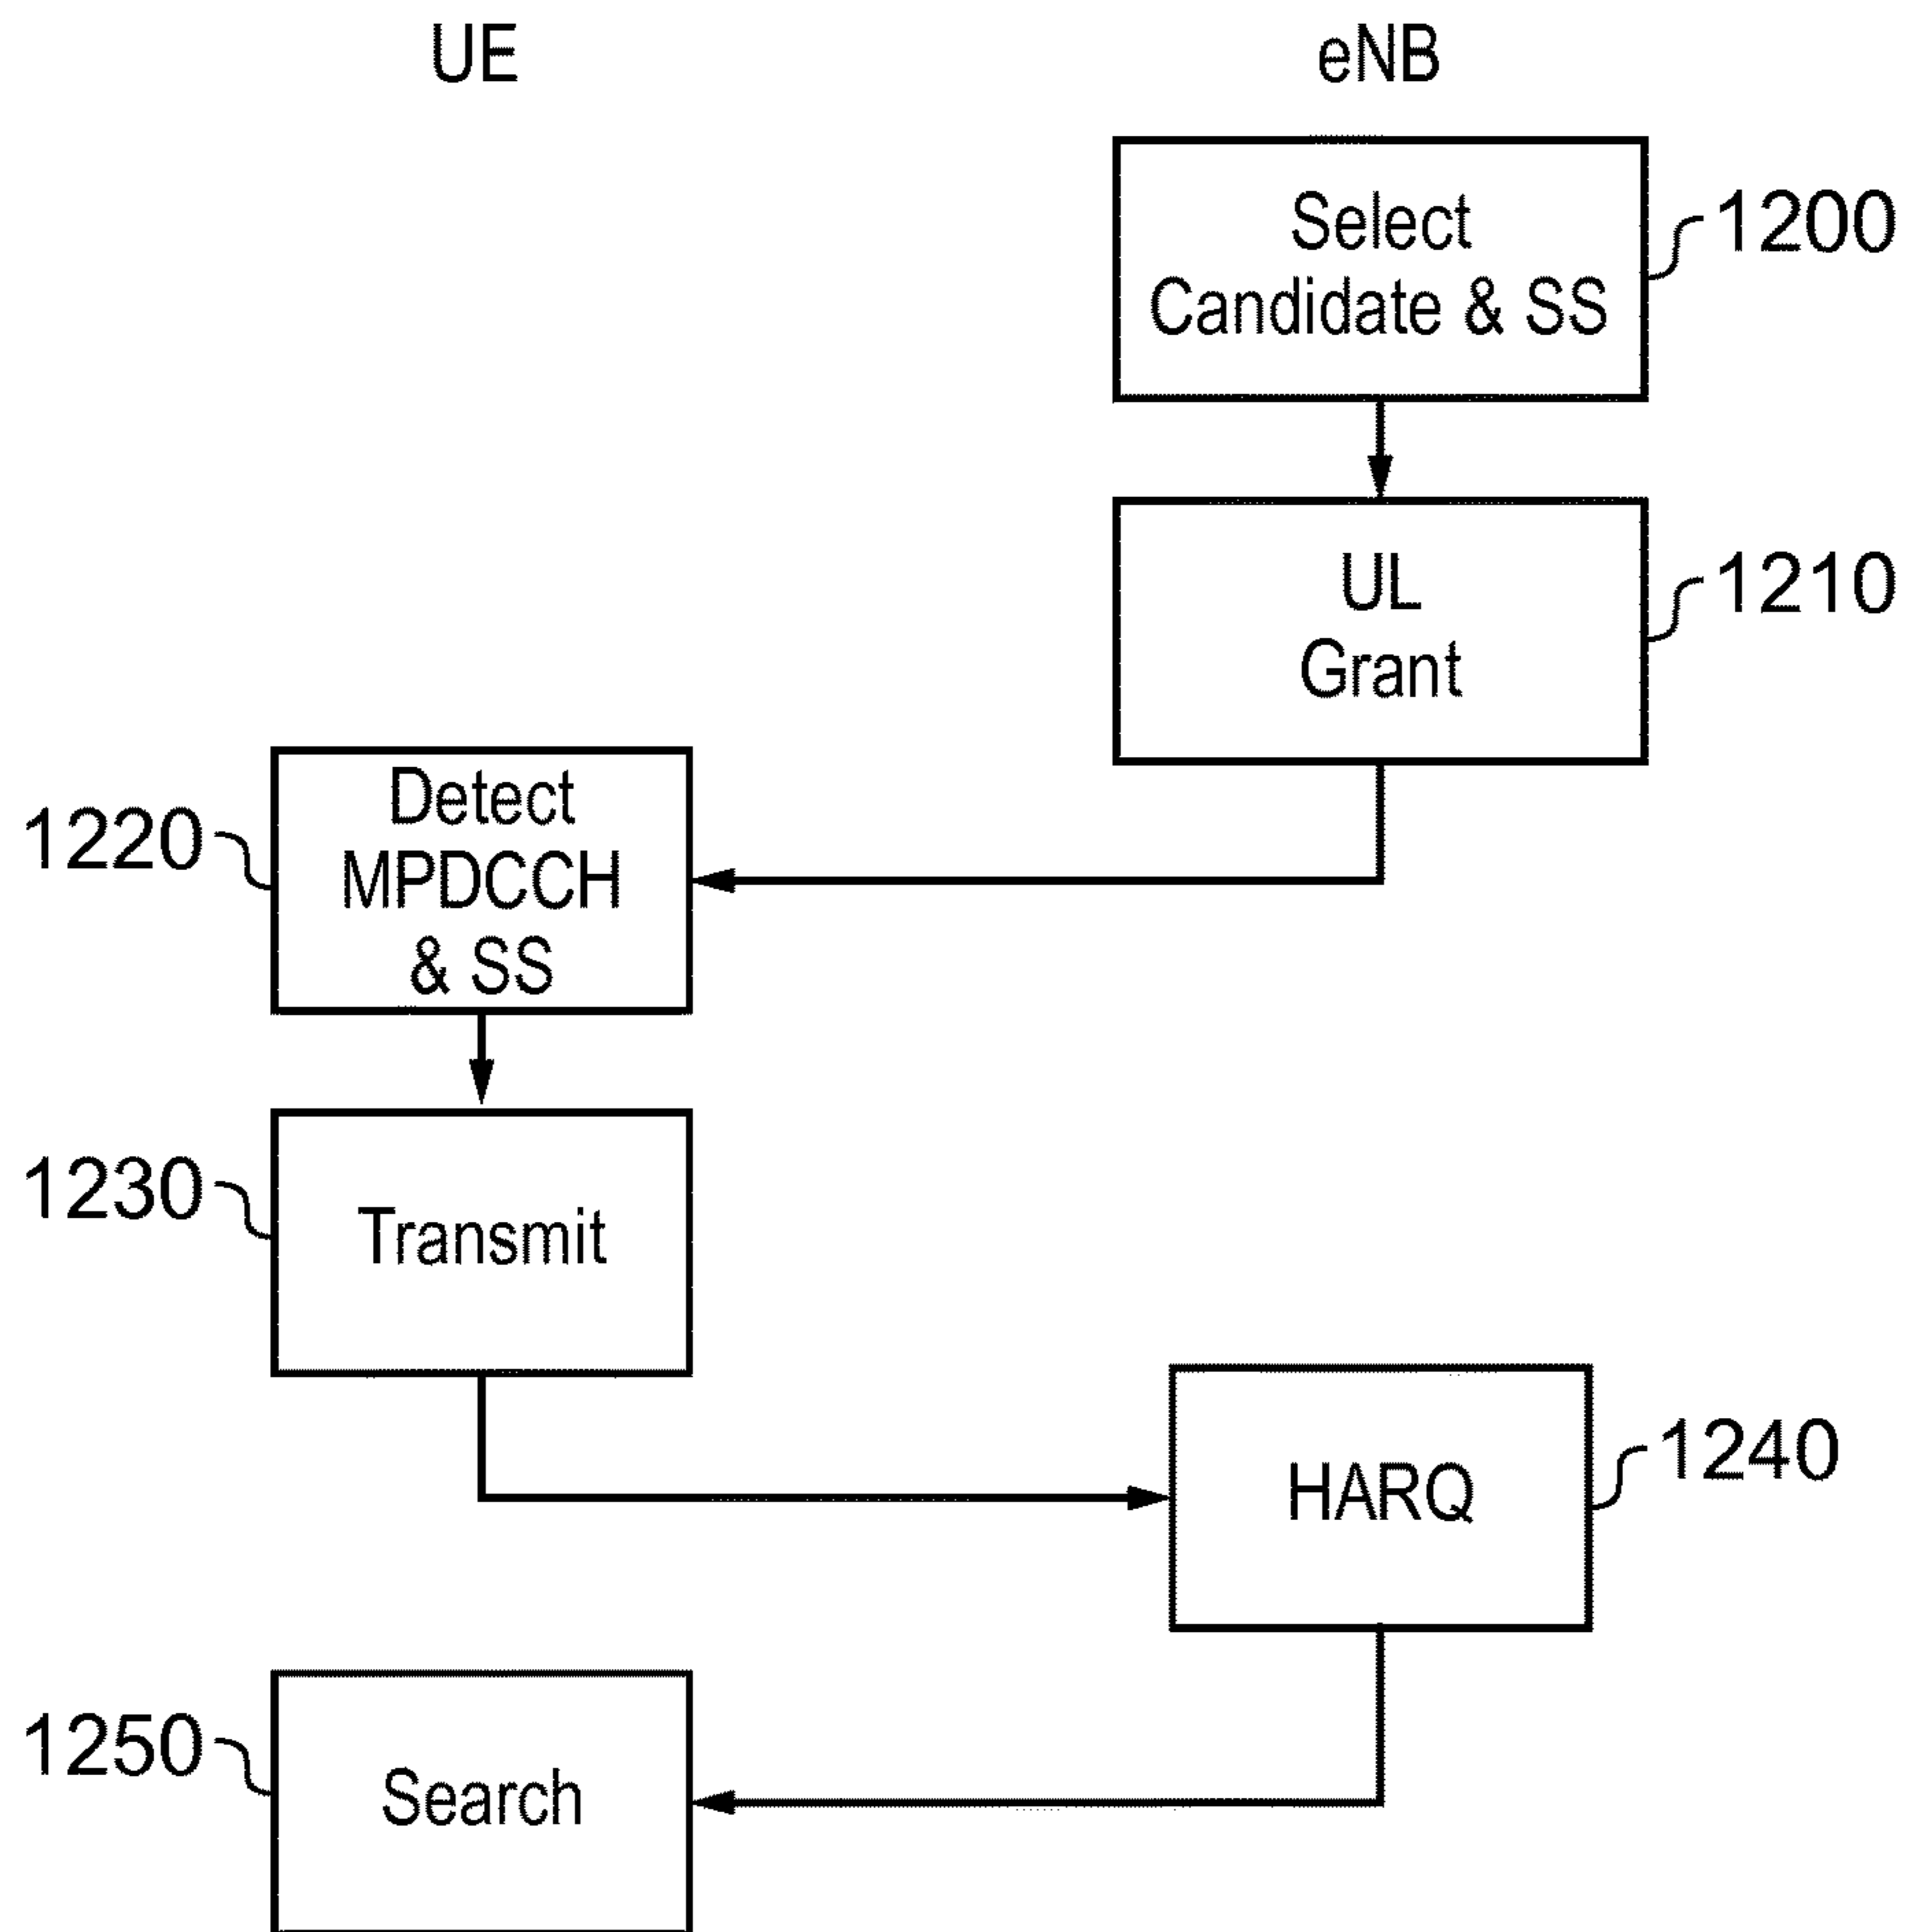 UE
eNB
Select
Candidate & SS
1200
UL
Grant
1210
Detect
MPDCCH
& SS
1220
Transmit
1230
HARQ
1240
Search
1250